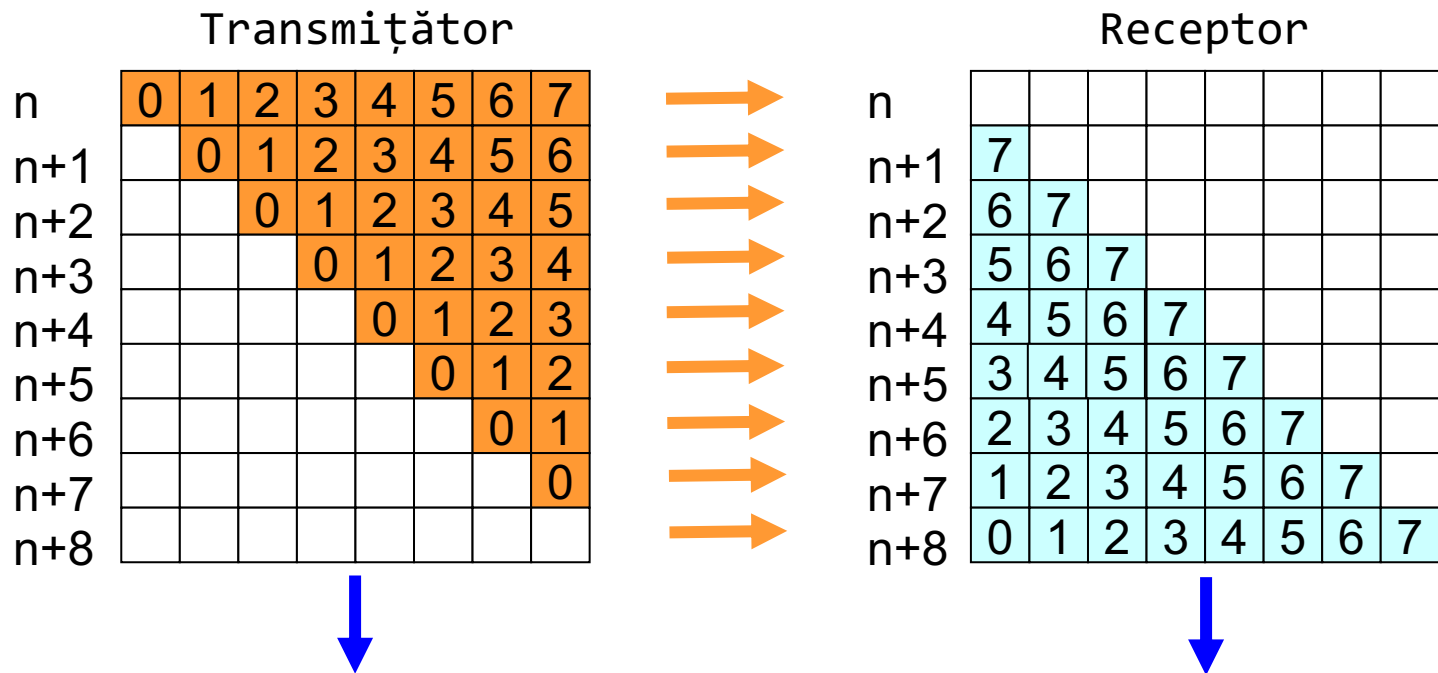 Transmițător Receptor
n 0 1 2 3 4 5 6 7 n
n+1 0 1 2 3 4 5 6 n+1 7
n+2 0 1 2 3 4 5 n+2 6 7
n+3 0 1 2 3 4 n+3 5 6 7
n+4 0 1 2 3 n+4 4 5 6 7
n+5 0 1 2 n+5 3 4 5 6 7
n+6 0 1 n+6 2 3 4 5 6 7
n+7 0 n+7 1 2 3 4 5 6 7
n+8 n+8 0 1 2 3 4 5 6 7